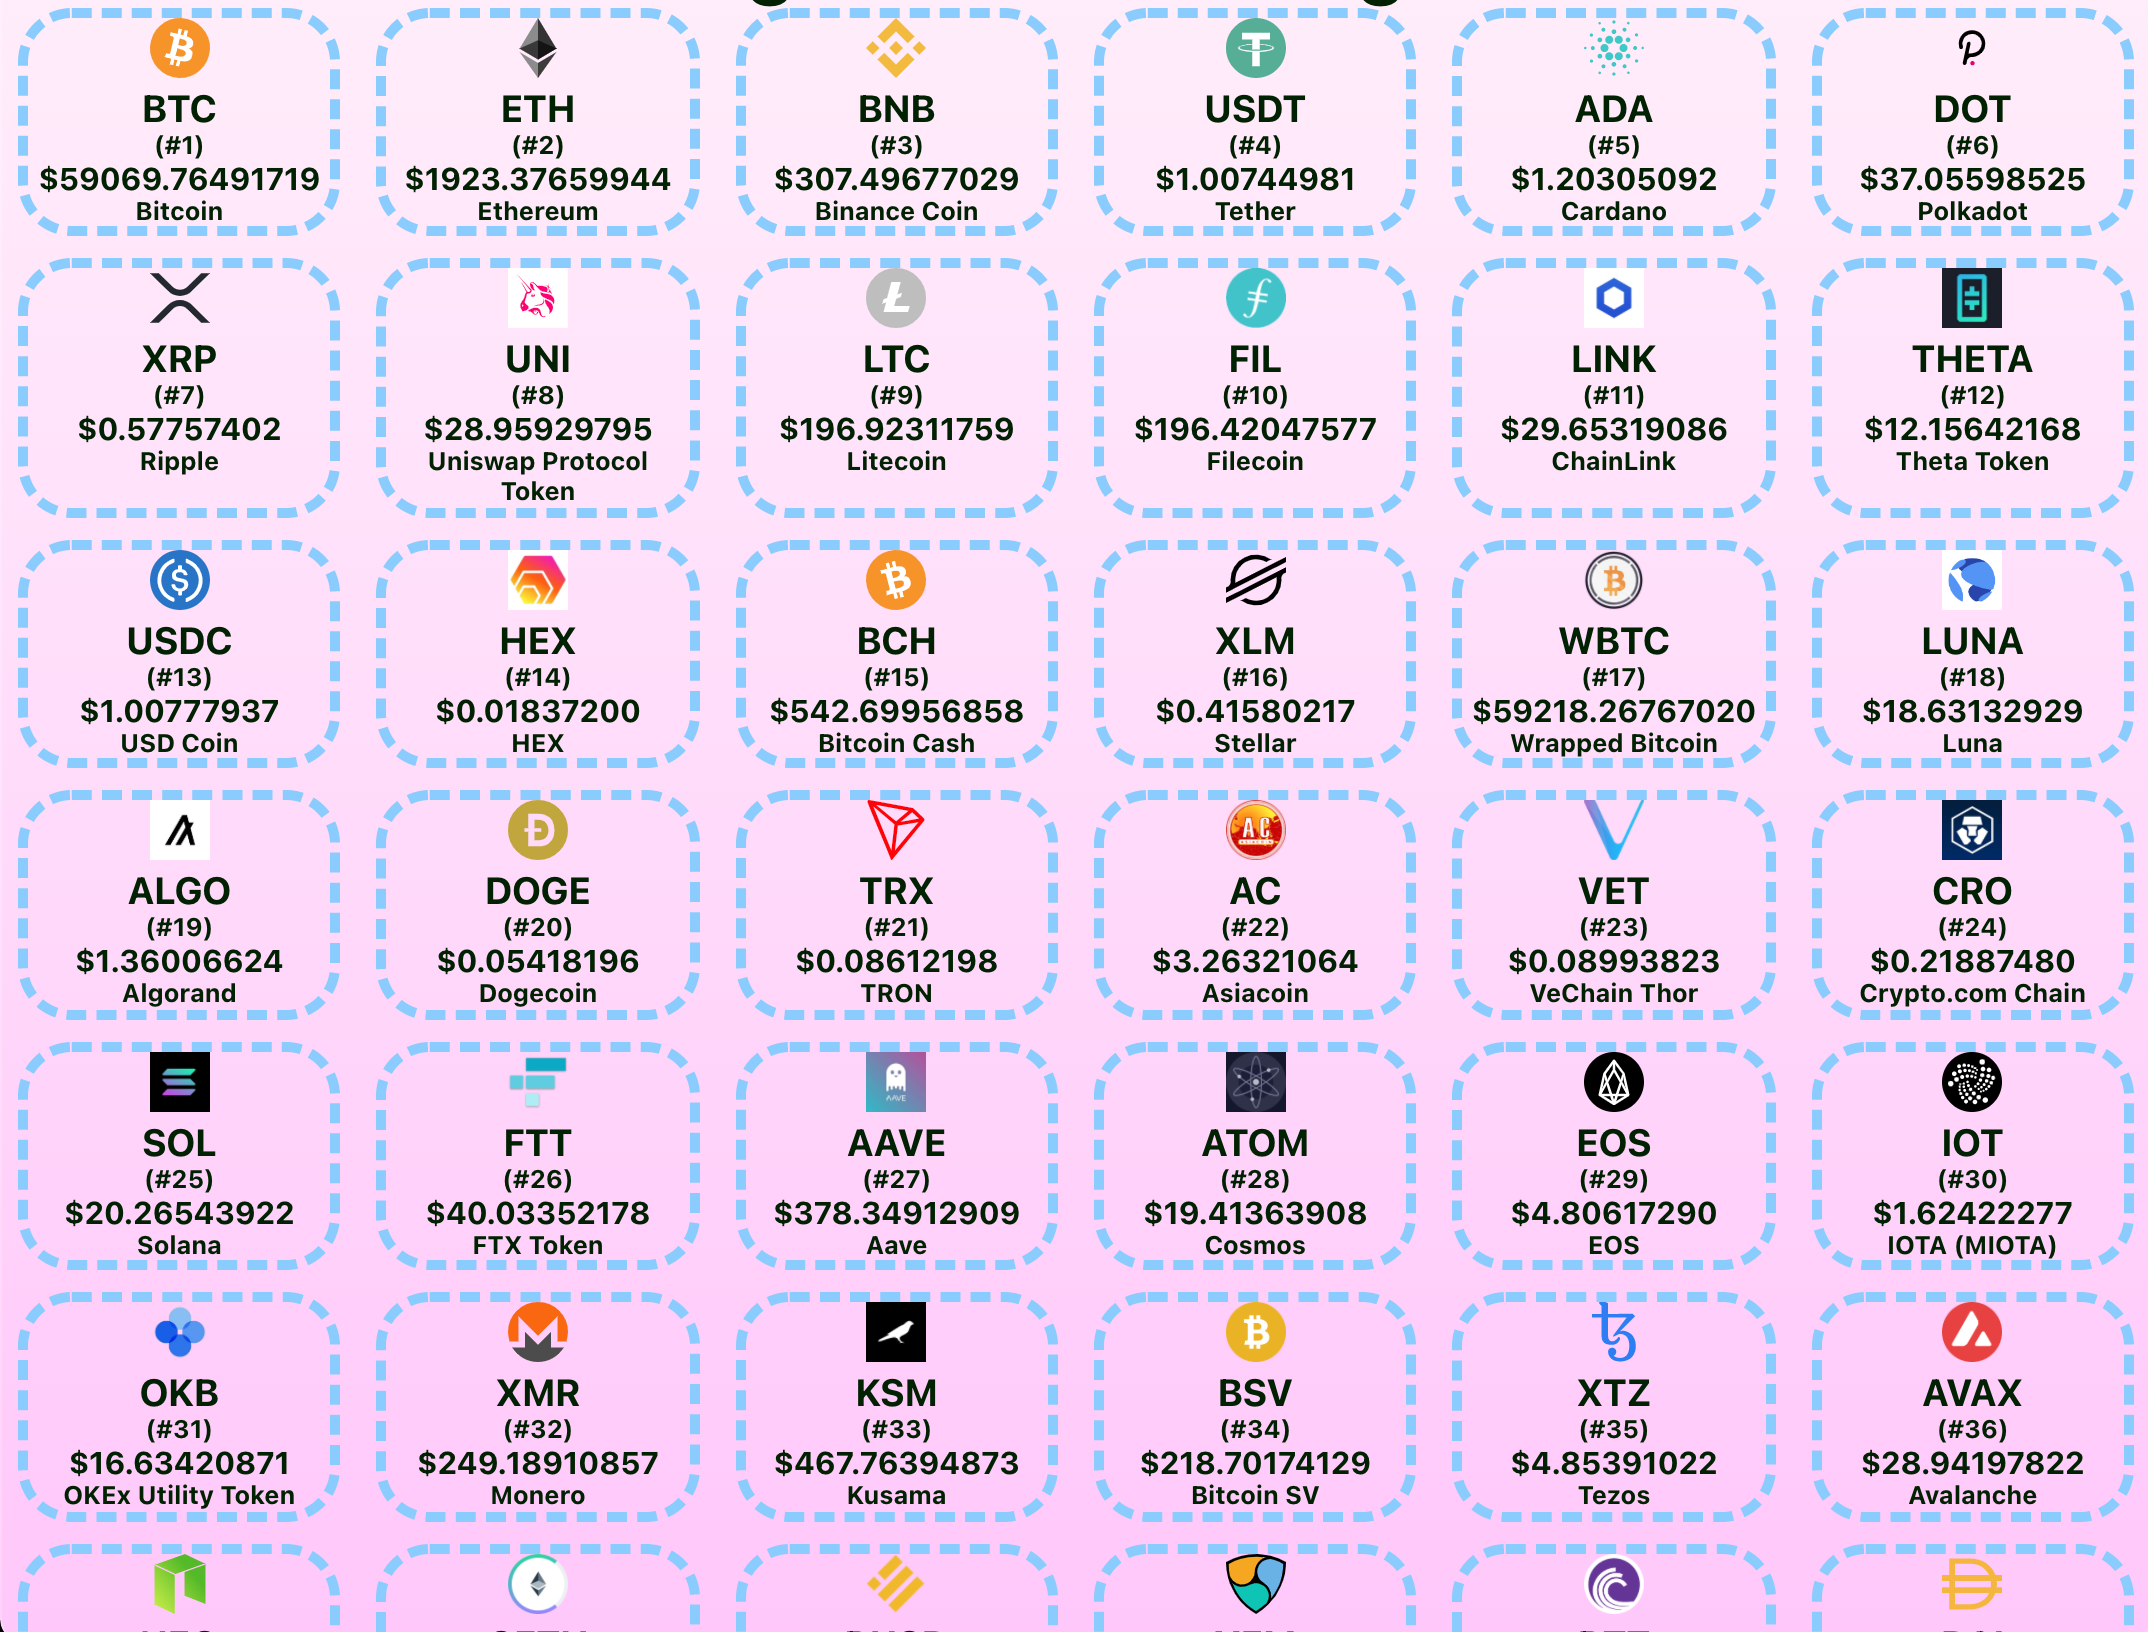 BTC
(#1)
$59069.76491719
Bitcoin
ETH
(#2)
$1923.37659944
Ethereum
BNB
(#3)
$307.49677029
Binance Coin
USDT
(#4)
$1.00744981
Tether
ADA
(#5)
$1.20305092
Cardano
DOT
(#6)
$37.05598525
Polkadot
XRP
(#7)
$0.57757402
Ripple
UNI
(#8)
$28.95929795
Uniswap Protocol
Token
LTC
(#9)
$196.92311759
Litecoin
FIL
(#10)
$196.42047577
Filecoin
LINK
(#11)
$29.65319086
ChainLink
THETA
(#12)
$12.15642168
Theta Token
USDC
(#13)
$1.00777937
USD Coin
HEX
(#14)
$0.01837200
HEX
BCH
(#15)
$542.69956858
Bitcoin Cash
XLM
(#16)
$0.41580217
Stellar
WBTC
(#17)
$59218.26767020
Wrapped Bitcoin
LUNA
(#18)
$18.63132929
Luna
ALGO
(#19)
$1.36006624
Algorand
DOGE
(#20)
$0.05418196
Dogecoin
TRX
(#21)
$0.08612198
TRON
AC
AC
(#22)
$3.26321064
Asiacoin
VET
(#23)
$0.08993823
VeChain Thor
CRO
(#24)
$0.21887480
Crypto.com Chain
SOL
(#25)
$20.26543922
Solana
FTT
(#26)
$40.03352178
FTX Token
AAVE
AAVE
(#27)
$378.34912909
Aave
ATOM
(#28)
$19.41363908
Cosmos
EOS
(#29)
$4.80617290
EOS
IOT
(#30)
$1.62422277
IOTA (MIOTA)
OKB
(#31)
$16.63420871
OKEx Utility Token
XMR
(#32)
$249.18910857
Monero
KSM
(#33)
$467.76394873
Kusama
BSV
(#34)
$218.70174129
Bitcoin SV
XTZ
(#35)
$4.85391022
Tezos
AVAX
(#36)
$28.94197822
Avalanche